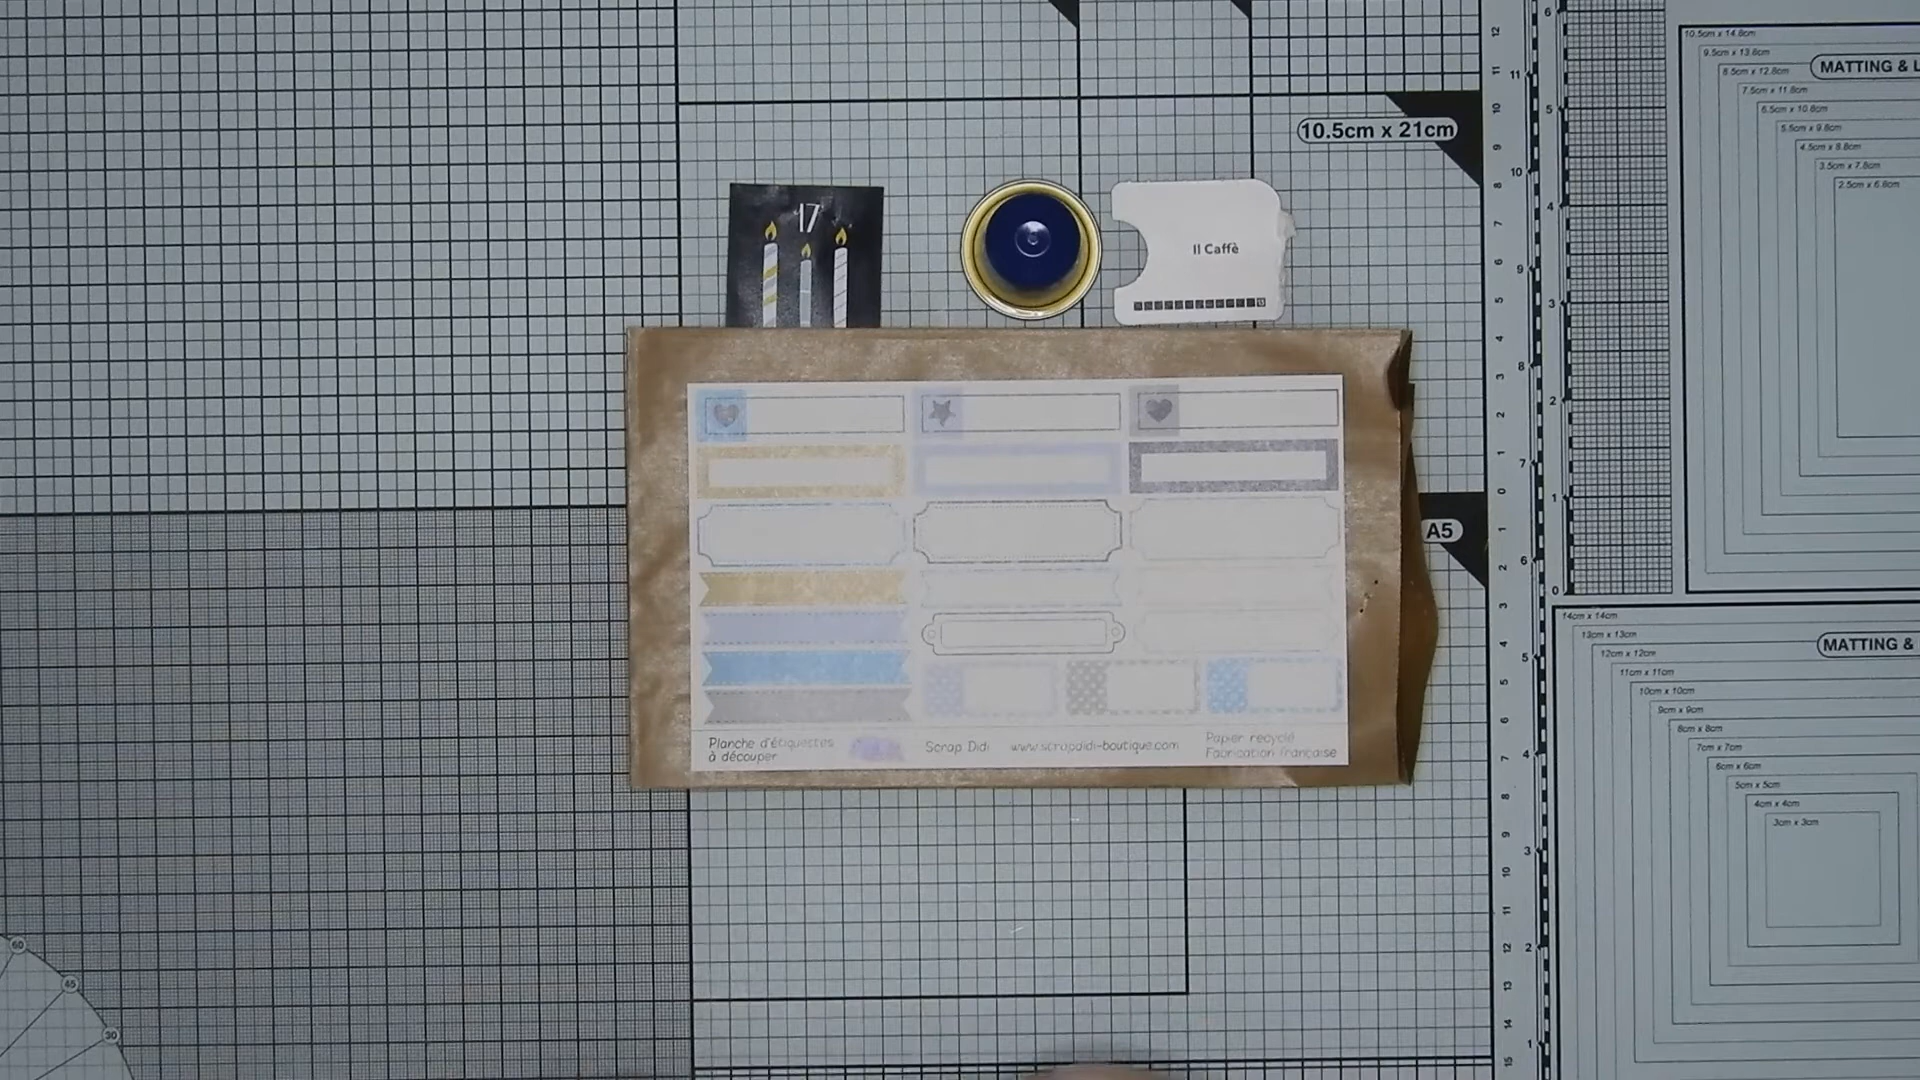 10.5cm x 21cm
17
Il Caffè
A5
Planche d'étiquettes
à découper
Scrap Didi
www.scrapdidi-boutique.com
Papier recyclé
Fabrication française
MATTING & L
10.5cm x 14.8cm
9.5cm x 13.8cm
8.5cm x 12.8cm
7.5cm x 11.8cm
6.5cm x 10.8cm
5.5cm x 9.8cm
4.5cm x 8.8cm
3.5cm x 7.8cm
2.5cm x 6.8cm
MATTING &
14cm x 14cm
13cm x 13cm
12cm x 12cm
11cm x 11cm
10cm x 10cm
9cm x 9cm
8cm x 8cm
7cm x 7cm
6cm x 6cm
5cm x 5cm
4cm x 4cm
3cm x 3cm
60
45
30